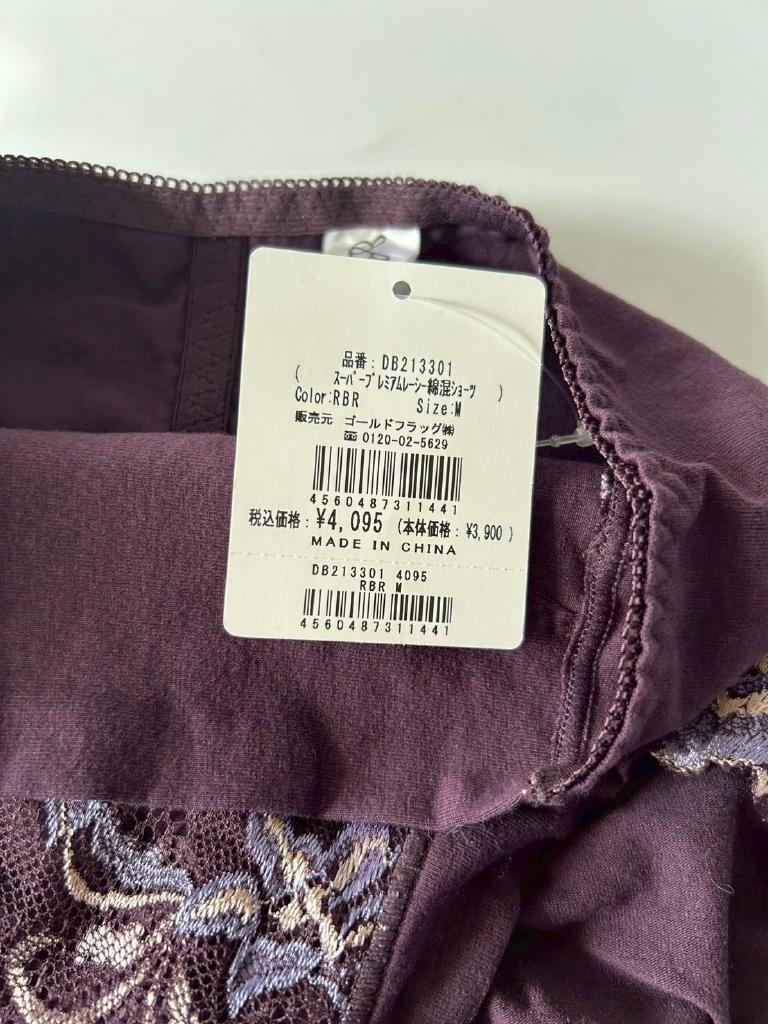 品番：DB213301
( スーパープレミアムレーシー綿混ショーツ )
Color:RBR Size:M
販売元 ゴールドフラッグ㈱
0120-02-5629
4560487311441
税込価格：¥4,095 (本体価格：¥3,900 )
MADE IN CHINA
DB213301 4095
RBR M
4560487311441